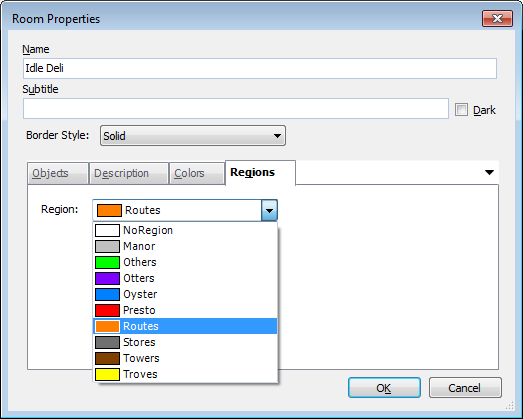 Room Properties
Name
Idle Deli
Subtitle
Dark
Border Style: Solid
Objects Description Colors Regions
Region: Routes
NoRegion
Manor
Others
Otters
Oyster
Presto
Routes
Stores
Towers
Troves
OK Cancel